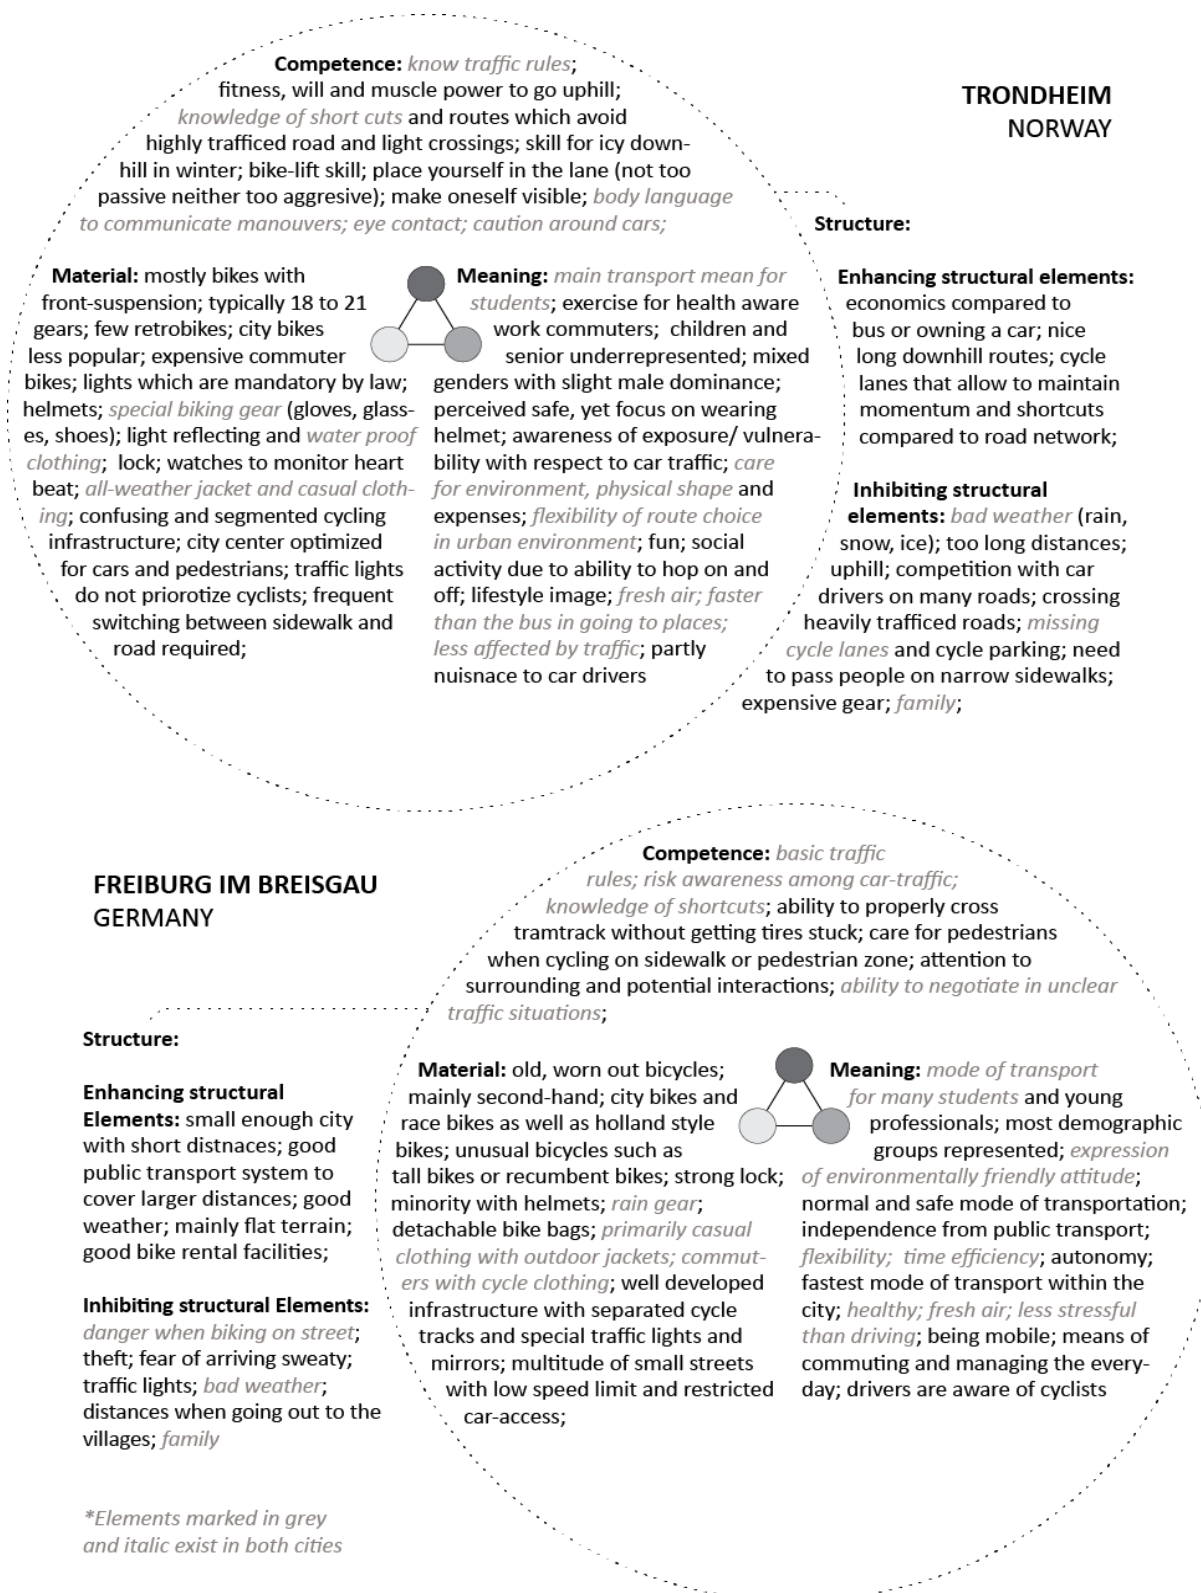 Competence: know traffic rules;
fitness, will and muscle power to go uphill;
knowledge of short cuts and routes which avoid
highly trafficed road and light crossings; skill for icy down-
hill in winter; bike-lift skill; place yourself in the lane (not too
passive neither too aggresive); make oneself visible; body language
to communicate manouvers; eye contact; caution around cars;
TRONDHEIM
NORWAY
Material: mostly bikes with
front-suspension; typically 18 to 21
gears; few retrobikes; city bikes
less popular; expensive commuter
bikes; lights which are mandatory by law;
helmets; special biking gear (gloves, glass-
es, shoes); light reflecting and water proof
clothing; lock; watches to monitor heart
beat; all-weather jacket and casual cloth-
ing; confusing and segmented cycling
infrastructure; city center optimized
for cars and pedestrians; traffic lights
do not priorotize cyclists; frequent
switching between sidewalk and
road required;
Meaning: main transport mean for
students; exercise for health aware
work commuters; children and
senior underrepresented; mixed
genders with slight male dominance;
perceived safe, yet focus on wearing
helmet; awareness of exposure/ vulnera-
bility with respect to car traffic; care
for environment, physical shape and
expenses; flexibility of route choice
in urban environment; fun; social
activity due to ability to hop on and
off; lifestyle image; fresh air; faster
than the bus in going to places;
less affected by traffic; partly
nuisnace to car drivers
Structure:
Enhancing structural elements:
economics compared to
bus or owning a car; nice
long downhill routes; cycle
lanes that allow to maintain
momentum and shortcuts
compared to road network;
Inhibiting structural
elements: bad weather (rain,
snow, ice); too long distances;
uphill; competition with car
drivers on many roads; crossing
heavily trafficed roads; missing
cycle lanes and cycle parking; need
to pass people on narrow sidewalks;
expensive gear; family;
FREIBURG IM BREISGAU
GERMANY
Competence: basic traffic
rules; risk awareness among car-traffic;
knowledge of shortcuts; ability to properly cross
tramtrack without getting tires stuck; care for pedestrians
when cycling on sidewalk or pedestrian zone; attention to
surrounding and potential interactions; ability to negotiate in unclear
traffic situations;
Structure:
Enhancing structural
Elements: small enough city
with short distnaces; good
public transport system to
cover larger distances; good
weather; mainly flat terrain;
good bike rental facilities;
Inhibiting structural Elements:
danger when biking on street;
theft; fear of arriving sweaty;
traffic lights; bad weather;
distances when going out to the
villages; family
Material: old, worn out bicycles;
mainly second-hand; city bikes and
race bikes as well as holland style
bikes; unusual bicycles such as
tall bikes or recumbent bikes; strong lock;
minority with helmets; rain gear;
detachable bike bags; primarily casual
clothing with outdoor jackets; commut-
ers with cycle clothing; well developed
infrastructure with separated cycle
tracks and special traffic lights and
mirrors; multitude of small streets
with low speed limit and restricted
car-access;
Meaning: mode of transport
for many students and young
professionals; most demographic
groups represented; expression
of environmentally friendly attitude;
normal and safe mode of transportation;
independence from public transport;
flexibility; time efficiency; autonomy;
fastest mode of transport within the
city; healthy; fresh air; less stressful
than driving; being mobile; means of
commuting and managing the every-
day; drivers are aware of cyclists
*Elements marked in grey
and italic exist in both cities